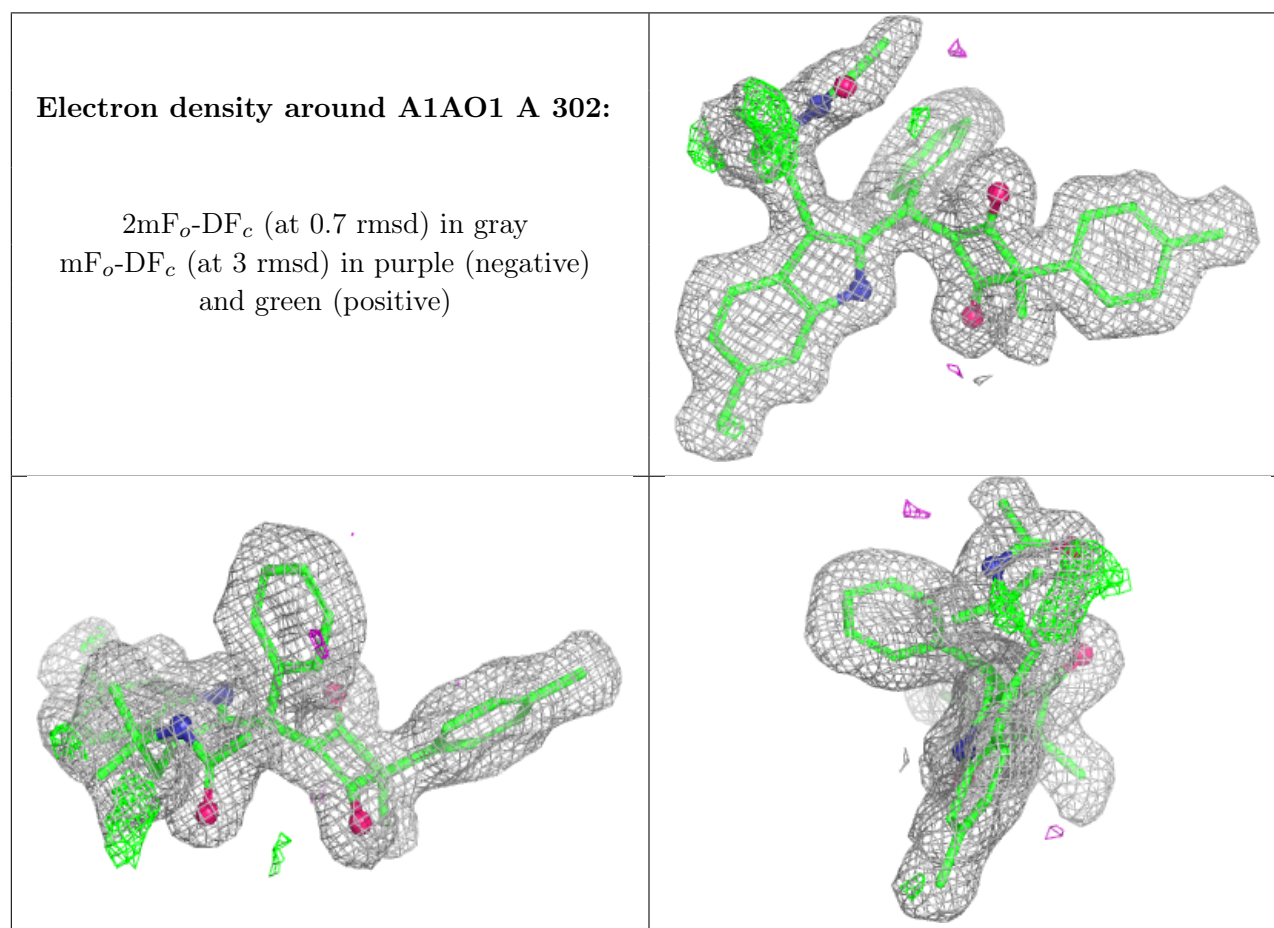 Electron density around A1AO1 A 302:
2mFₒ-DF𝒸 (at 0.7 rmsd) in gray
mFₒ-DF𝒸 (at 3 rmsd) in purple (negative)
and green (positive)